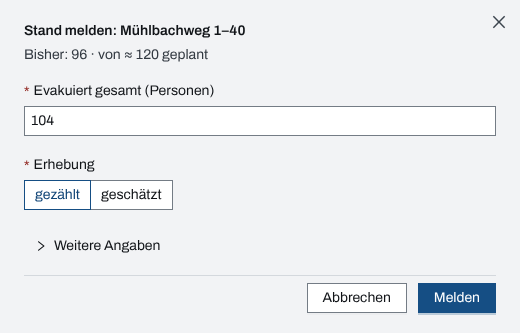 Stand melden: Mühlbachweg 1–40
Bisher: 96 · von ≈ 120 geplant
* Evakuiert gesamt (Personen)
104
* Erhebung
gezählt geschätzt
Weitere Angaben
Abbrechen Melden